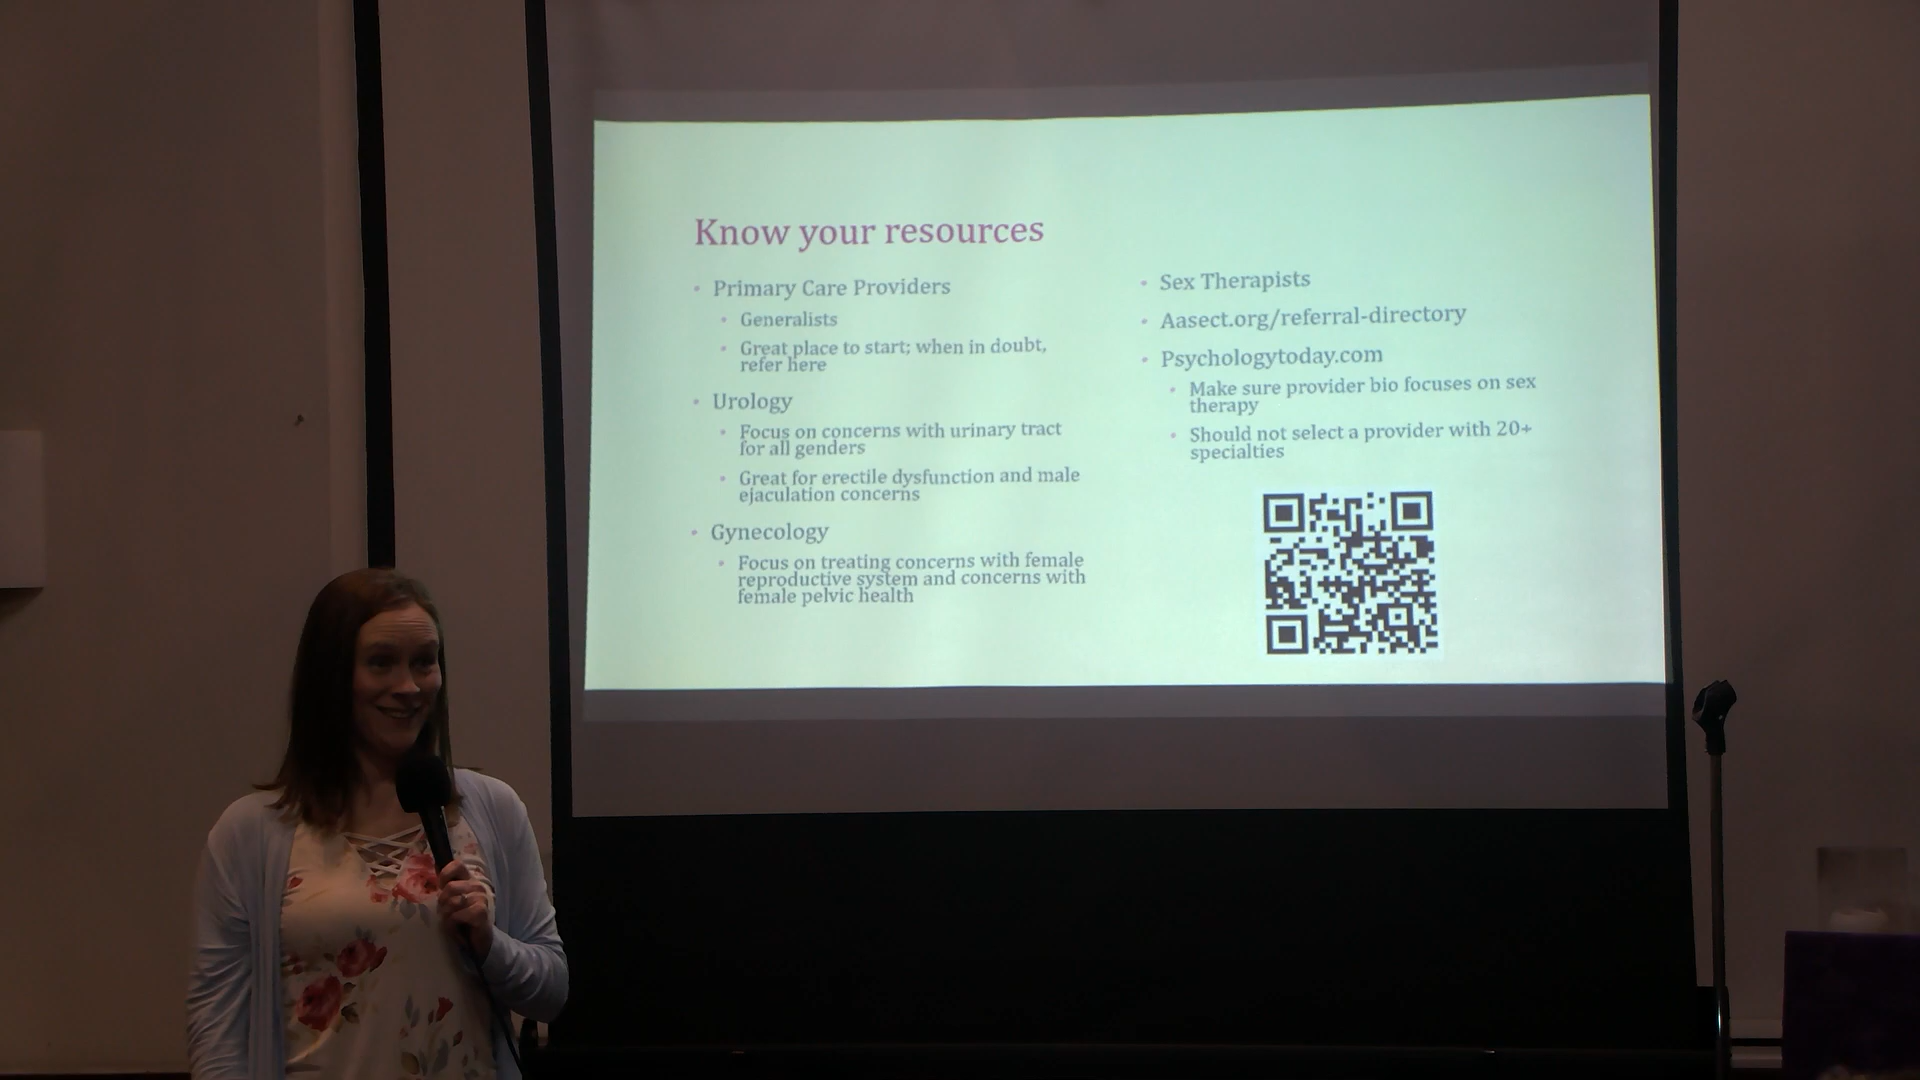 Know your resources
• Primary Care Providers
• Generalists
• Great place to start; when in doubt,
refer here
• Urology
• Focus on concerns with urinary tract
for all genders
• Great for erectile dysfunction and male
ejaculation concerns
• Gynecology
• Focus on treating concerns with female
reproductive system and concerns with
female pelvic health
• Sex Therapists
• Aasect.org/referral-directory
• Psychologytoday.com
• Make sure provider bio focuses on sex
therapy
• Should not select a provider with 20+
specialties